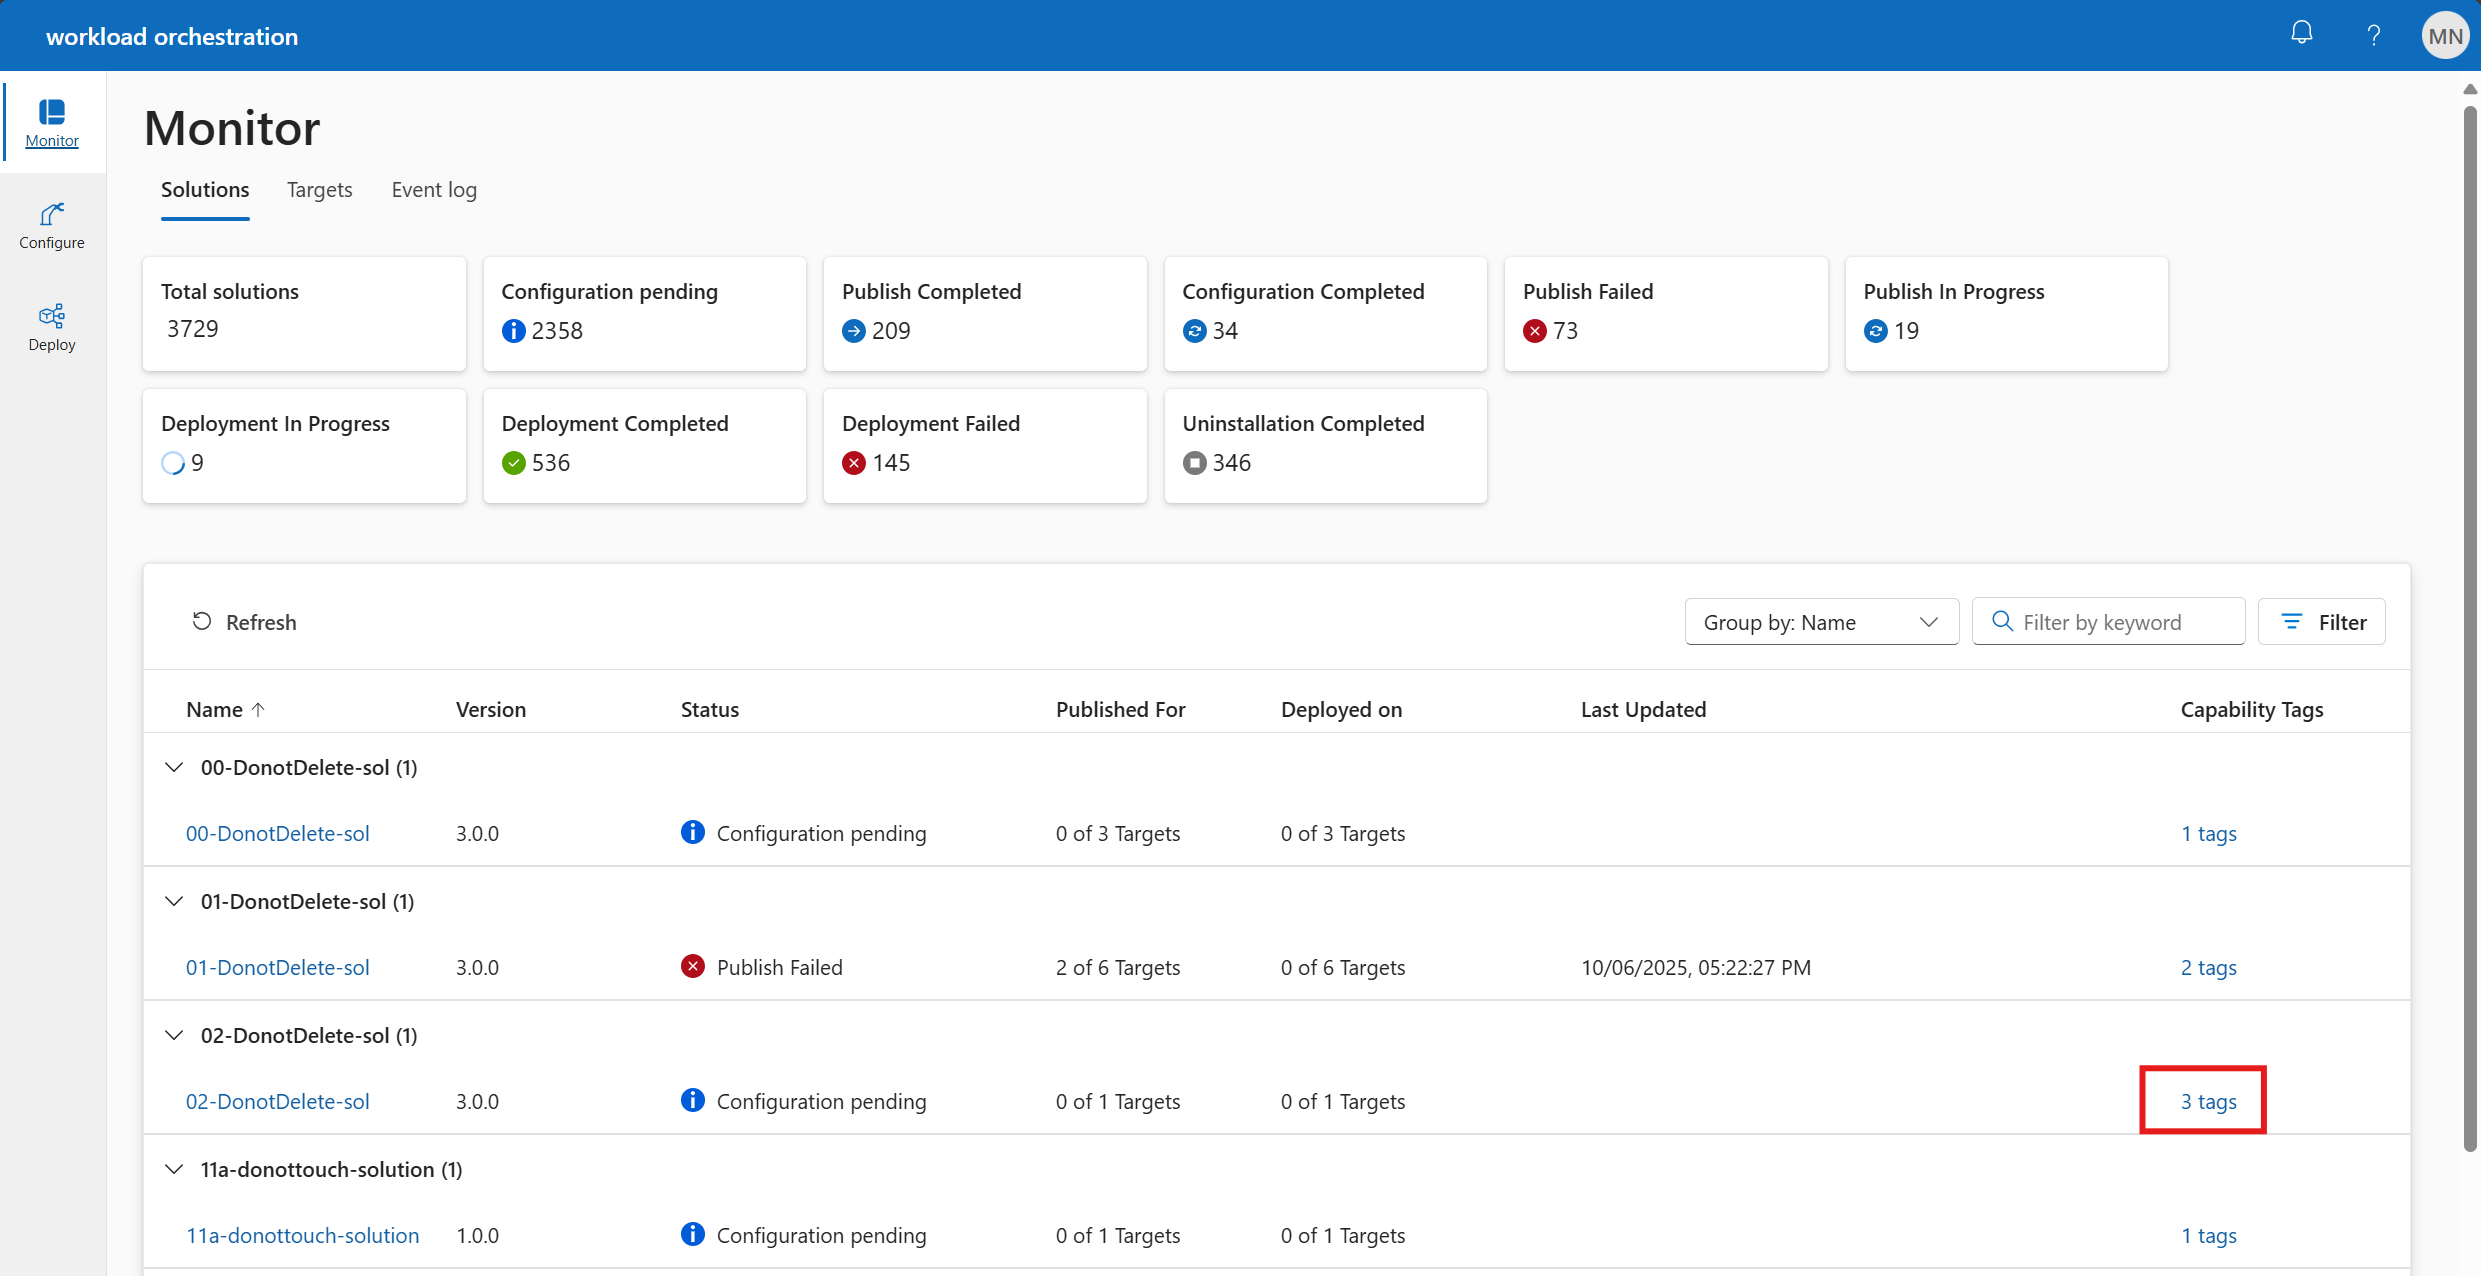 workload orchestration
MN
Monitor
Configure
Deploy
Monitor
Solutions Targets Event log
Total solutions
3729
Configuration pending
2358
Publish Completed
209
Configuration Completed
34
Publish Failed
73
Publish In Progress
19
Deployment In Progress
9
Deployment Completed
536
Deployment Failed
145
Uninstallation Completed
346
Refresh Group by: Name Filter by keyword Filter
Name Version Status Published For Deployed on Last Updated Capability Tags
00-DonotDelete-sol (1)
00-DonotDelete-sol 3.0.0 Configuration pending 0 of 3 Targets 0 of 3 Targets 1 tags
01-DonotDelete-sol (1)
01-DonotDelete-sol 3.0.0 Publish Failed 2 of 6 Targets 0 of 6 Targets 10/06/2025, 05:22:27 PM 2 tags
02-DonotDelete-sol (1)
02-DonotDelete-sol 3.0.0 Configuration pending 0 of 1 Targets 0 of 1 Targets 3 tags
11a-donottouch-solution (1)
11a-donottouch-solution 1.0.0 Configuration pending 0 of 1 Targets 0 of 1 Targets 1 tags